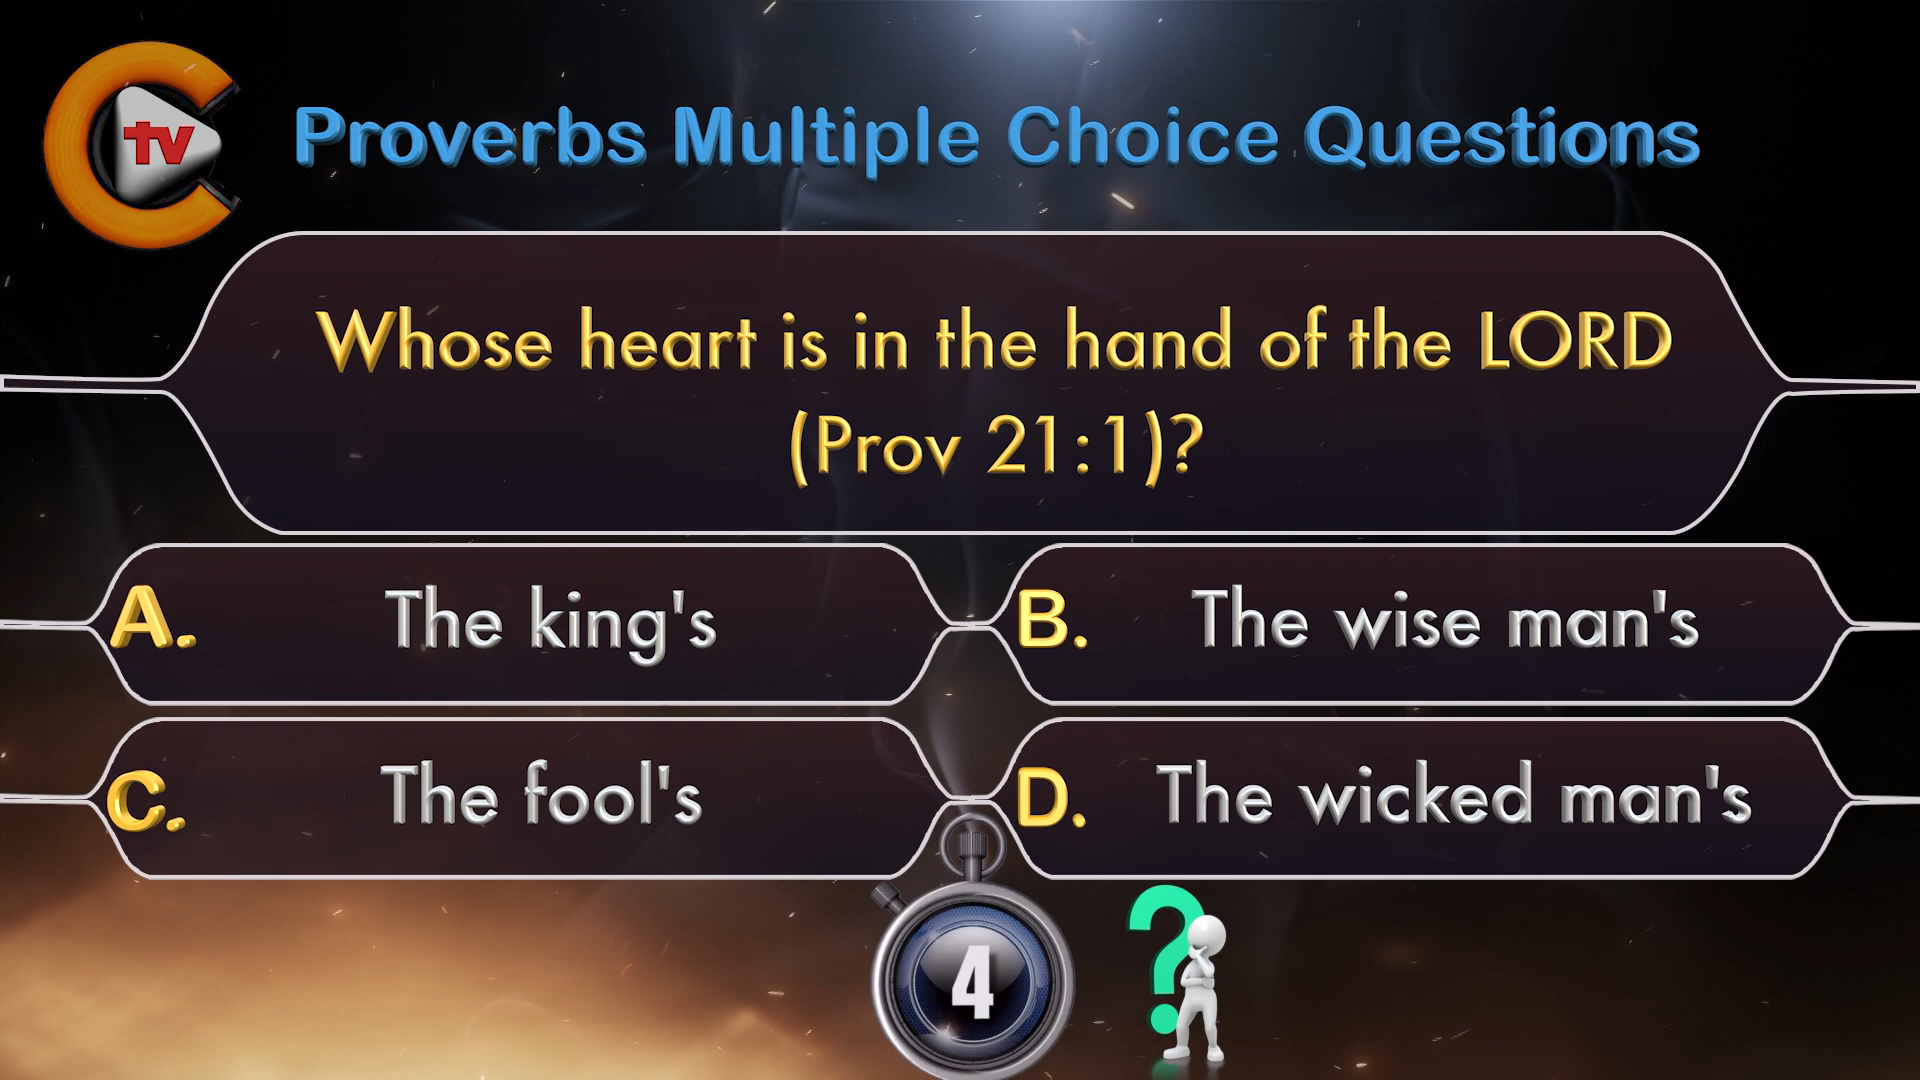 tv
Proverbs Multiple Choice Questions
Whose heart is in the hand of the LORD
(Prov 21:1)?
A. The king's
B. The wise man's
C. The fool's
D. The wicked man's
4
?